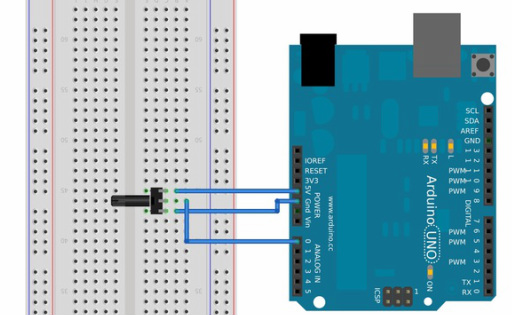 SCL
SDA
AREF
GND
IOREF
RESET
3V3
5V
Gnd
Vin
POWER
www.arduino.cc
ANALOG IN
0
1
2
3
4
5
RX
TX
L
Arduino UNO
ON
ICSP
1
DIGITAL
13
12
PWM 11
PWM 10
PWM 9
8
7
PWM 6
PWM 5
4
PWM 3
2
TX 1
RX 0